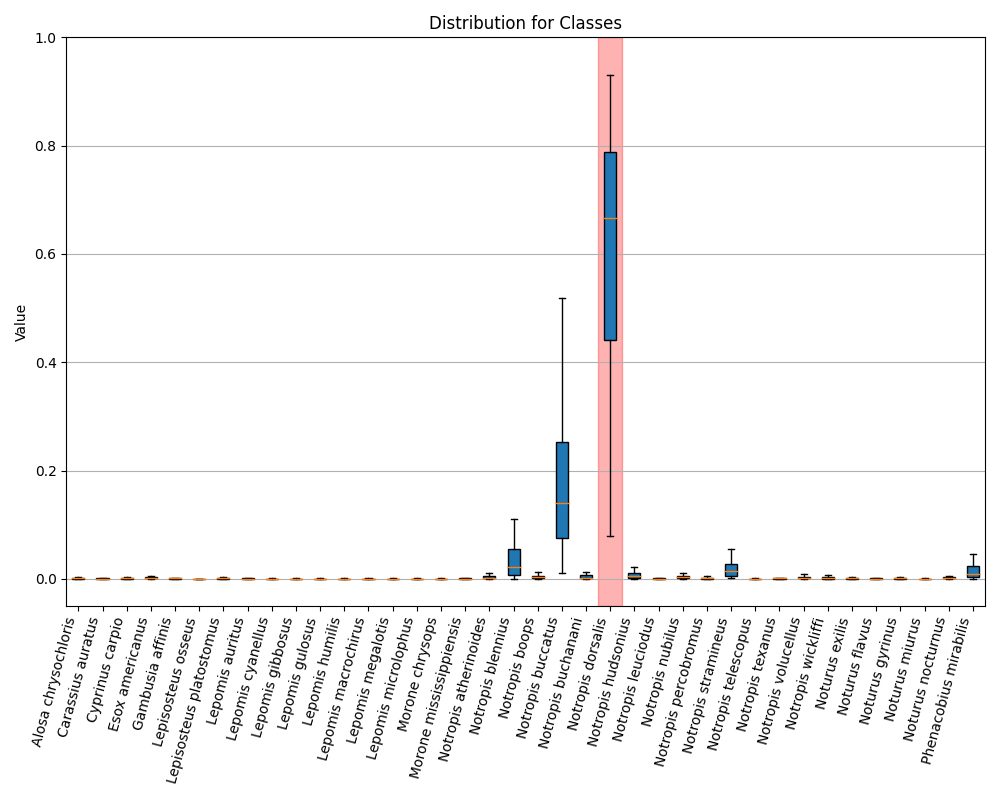 Distribution for Classes
Value
1.0
0.8
0.6
0.4
0.2
0.0
Alosa chrysochloris
Carassius auratus
Cyprinus carpio
Esox americanus
Gambusia affinis
Lepisosteus osseus
Lepisosteus platostomus
Lepomis auritus
Lepomis cyanellus
Lepomis gibbosus
Lepomis gulosus
Lepomis humilis
Lepomis macrochirus
Lepomis megalotis
Lepomis microlophus
Morone chrysops
Morone mississippiensis
Notropis atherinoides
Notropis blennius
Notropis boops
Notropis buccatus
Notropis buchanani
Notropis dorsalis
Notropis hudsonius
Notropis leuciodus
Notropis nubilus
Notropis percobromus
Notropis stramineus
Notropis telescopus
Notropis texanus
Notropis volucellus
Notropis wickliffi
Noturus exilis
Noturus flavus
Noturus gyrinus
Noturus miurus
Noturus nocturnus
Phenacobius mirabilis